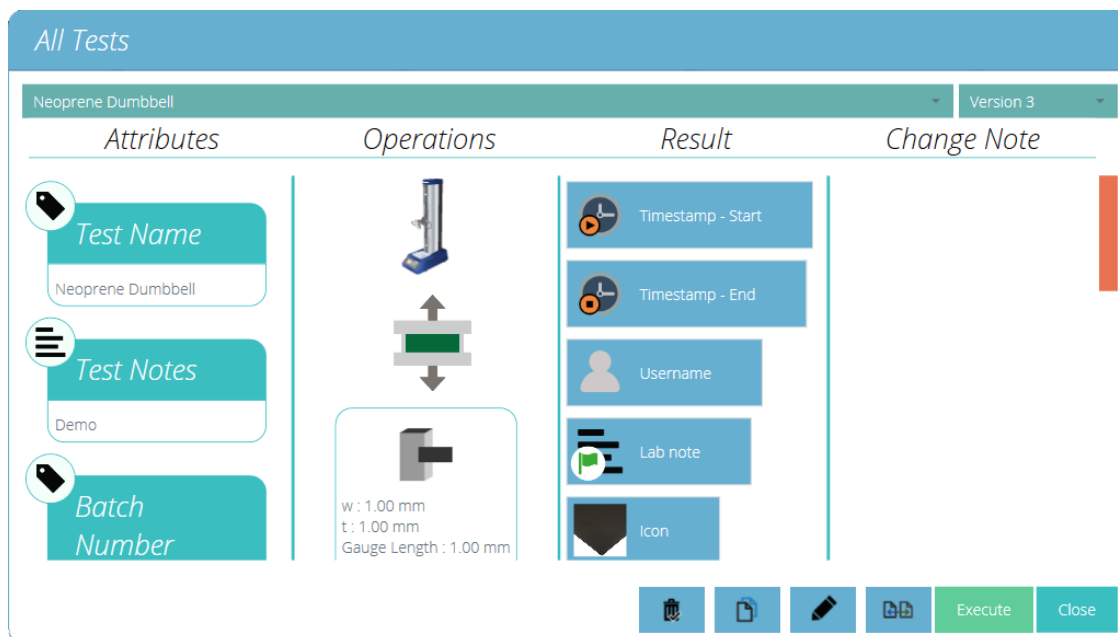 All Tests
Neoprene Dumbbell
Version 3
Attributes
Operations
Result
Change Note
Test Name
Neoprene Dumbbell
Test Notes
Demo
Batch
Number
w : 1.00 mm
t : 1.00 mm
Gauge Length : 1.00 mm
Timestamp - Start
Timestamp - End
Username
Lab note
Icon
Execute
Close